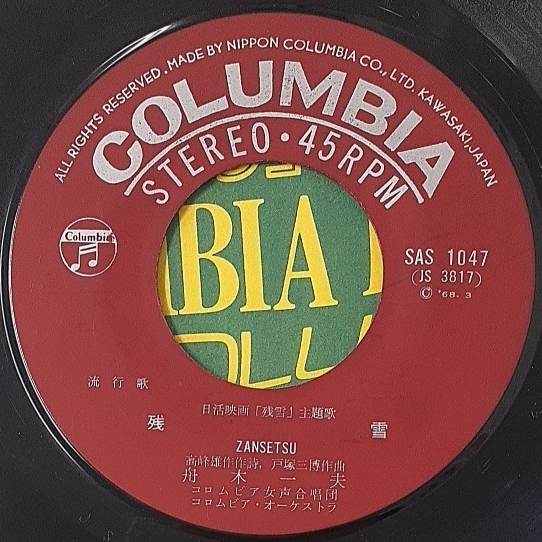 ALL RIGHTS RESERVED. MADE BY NIPPON COLUMBIA CO., LTD. KAWASAKI, JAPAN
COLUMBIA
STEREO・45RPM
Columbia
SAS 1047
(JS 3817)
Ⓒ '68. 3
BIA
流行歌
日活映画「残雪」主題歌
残雪
ZANSETSU
高峰雄作作詩, 戸塚三博作曲
舟木一夫
コロムビア女声合唱団
コロムビア・オーケストラ